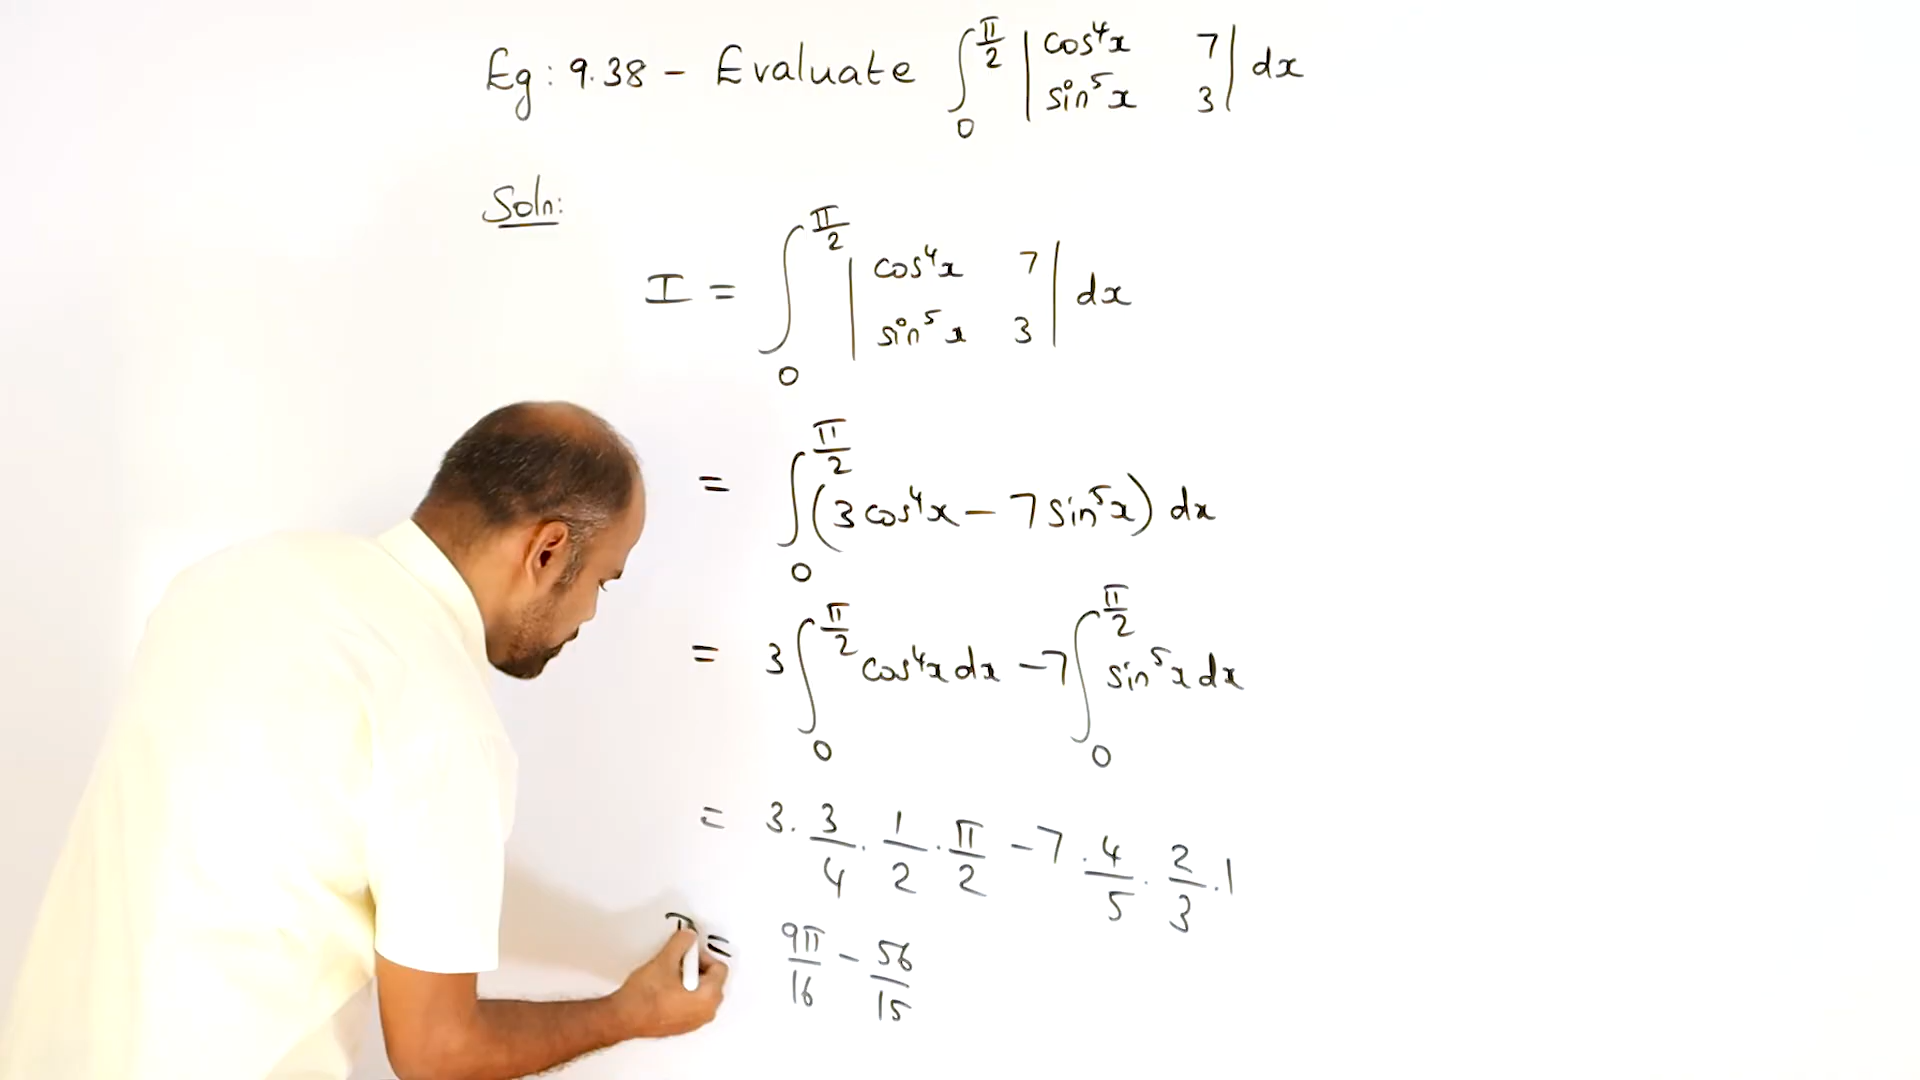 Eg: 9.38 - Evaluate ∫₀^(π/2) | cos⁴x 7 ; sin⁵x 3 | dx
Soln:
I = ∫₀^(π/2) | cos⁴x 7 ; sin⁵x 3 | dx
= ∫₀^(π/2) (3cos⁴x - 7sin⁵x) dx
= 3 ∫₀^(π/2) cos⁴x dx - 7 ∫₀^(π/2) sin⁵x dx
= 3 . 3/4 . 1/2 . π/2 - 7 . 4/5 . 2/3 . 1
I = 9π/16 - 56/15